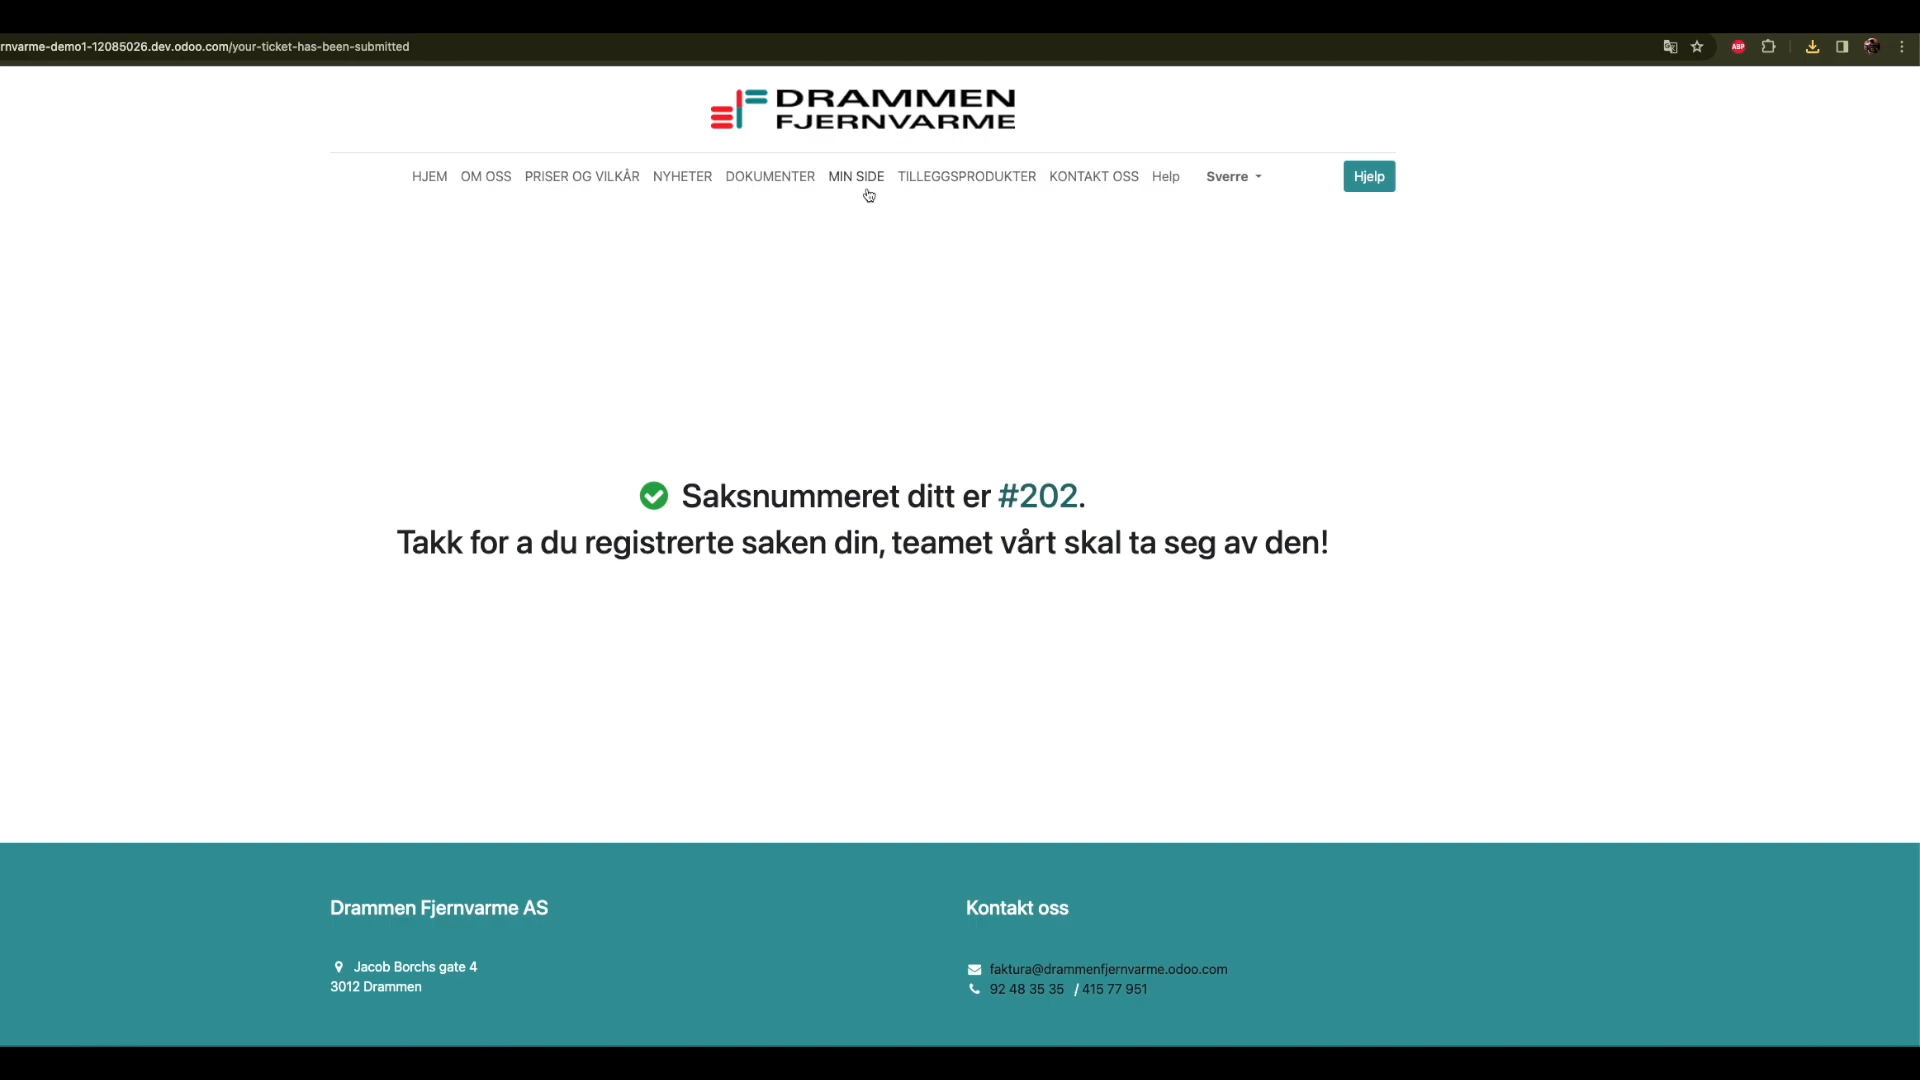 rnvarme-demo1-12085026.dev.odoo.com/your-ticket-has-been-submitted
ABP
DRAMMEN
FJERNVARME
HJEM OM OSS PRISER OG VILKÅR NYHETER DOKUMENTER MIN SIDE TILLEGGSPRODUKTER KONTAKT OSS Help Sverre Hjelp
Saksnummeret ditt er #202.
Takk for a du registrerte saken din, teamet vårt skal ta seg av den!
Drammen Fjernvarme AS
Jacob Borchs gate 4
3012 Drammen
Kontakt oss
faktura@drammenfjernvarme.odoo.com
92 48 35 35 / 415 77 951